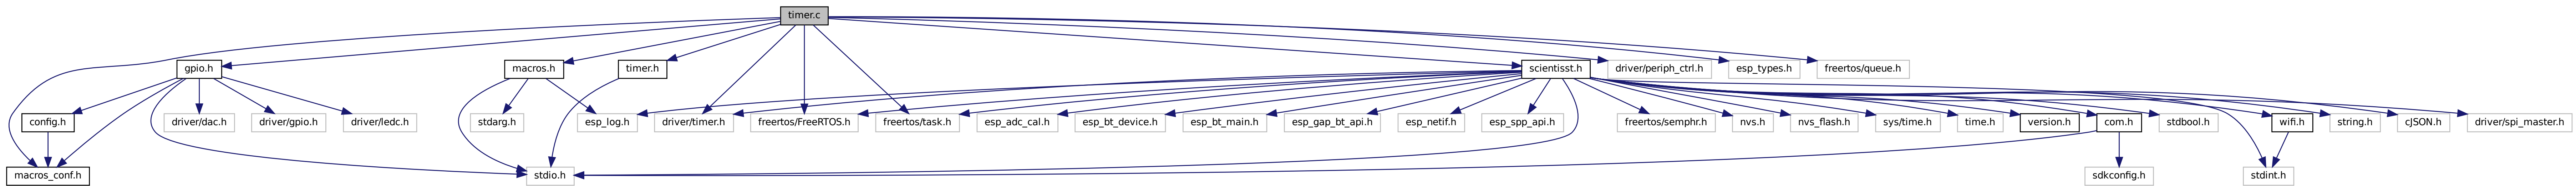 timer.c
gpio.h
macros.h
timer.h
scientisst.h
driver/periph_ctrl.h
esp_types.h
freertos/queue.h
config.h
driver/dac.h
driver/gpio.h
driver/ledc.h
stdarg.h
esp_log.h
driver/timer.h
freertos/FreeRTOS.h
freertos/task.h
esp_adc_cal.h
esp_bt_device.h
esp_bt_main.h
esp_gap_bt_api.h
esp_netif.h
esp_spp_api.h
freertos/semphr.h
nvs.h
nvs_flash.h
sys/time.h
time.h
version.h
com.h
stdbool.h
wifi.h
string.h
cJSON.h
driver/spi_master.h
macros_conf.h
stdio.h
sdkconfig.h
stdint.h